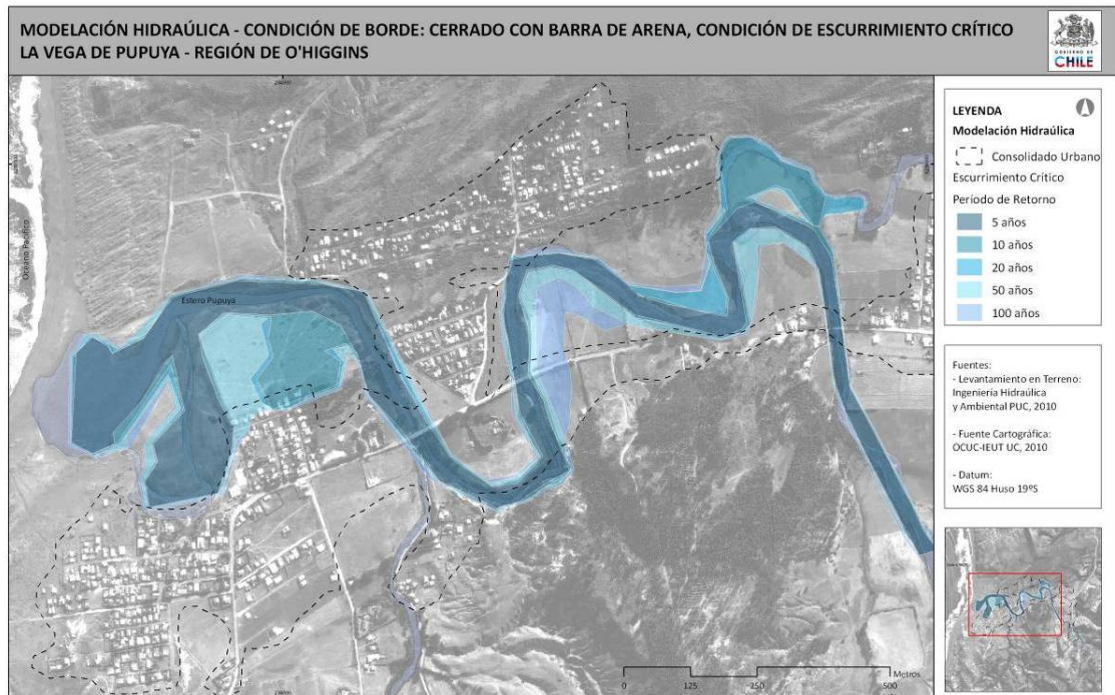 MODELACIÓN HIDRAÚLICA - CONDICIÓN DE BORDE: CERRADO CON BARRA DE ARENA, CONDICIÓN DE ESCURRIMIENTO CRÍTICO
LA VEGA DE PUPUYA - REGIÓN DE O'HIGGINS
GOBIERNO DE
CHILE
Océano Pacífico
Estero Pupuya
0 125 250 500
Metros
LEYENDA
Modelación Hidraúlica
Consolidado Urbano
Escurrimiento Crítico
Período de Retorno
5 años
10 años
20 años
50 años
100 años
Fuentes:
- Levantamiento en Terreno:
Ingeniería Hidráulica
y Ambiental PUC, 2010
- Fuente Cartográfica:
OCUC-IEUT UC, 2010
- Datum:
WGS 84 Huso 19ºS